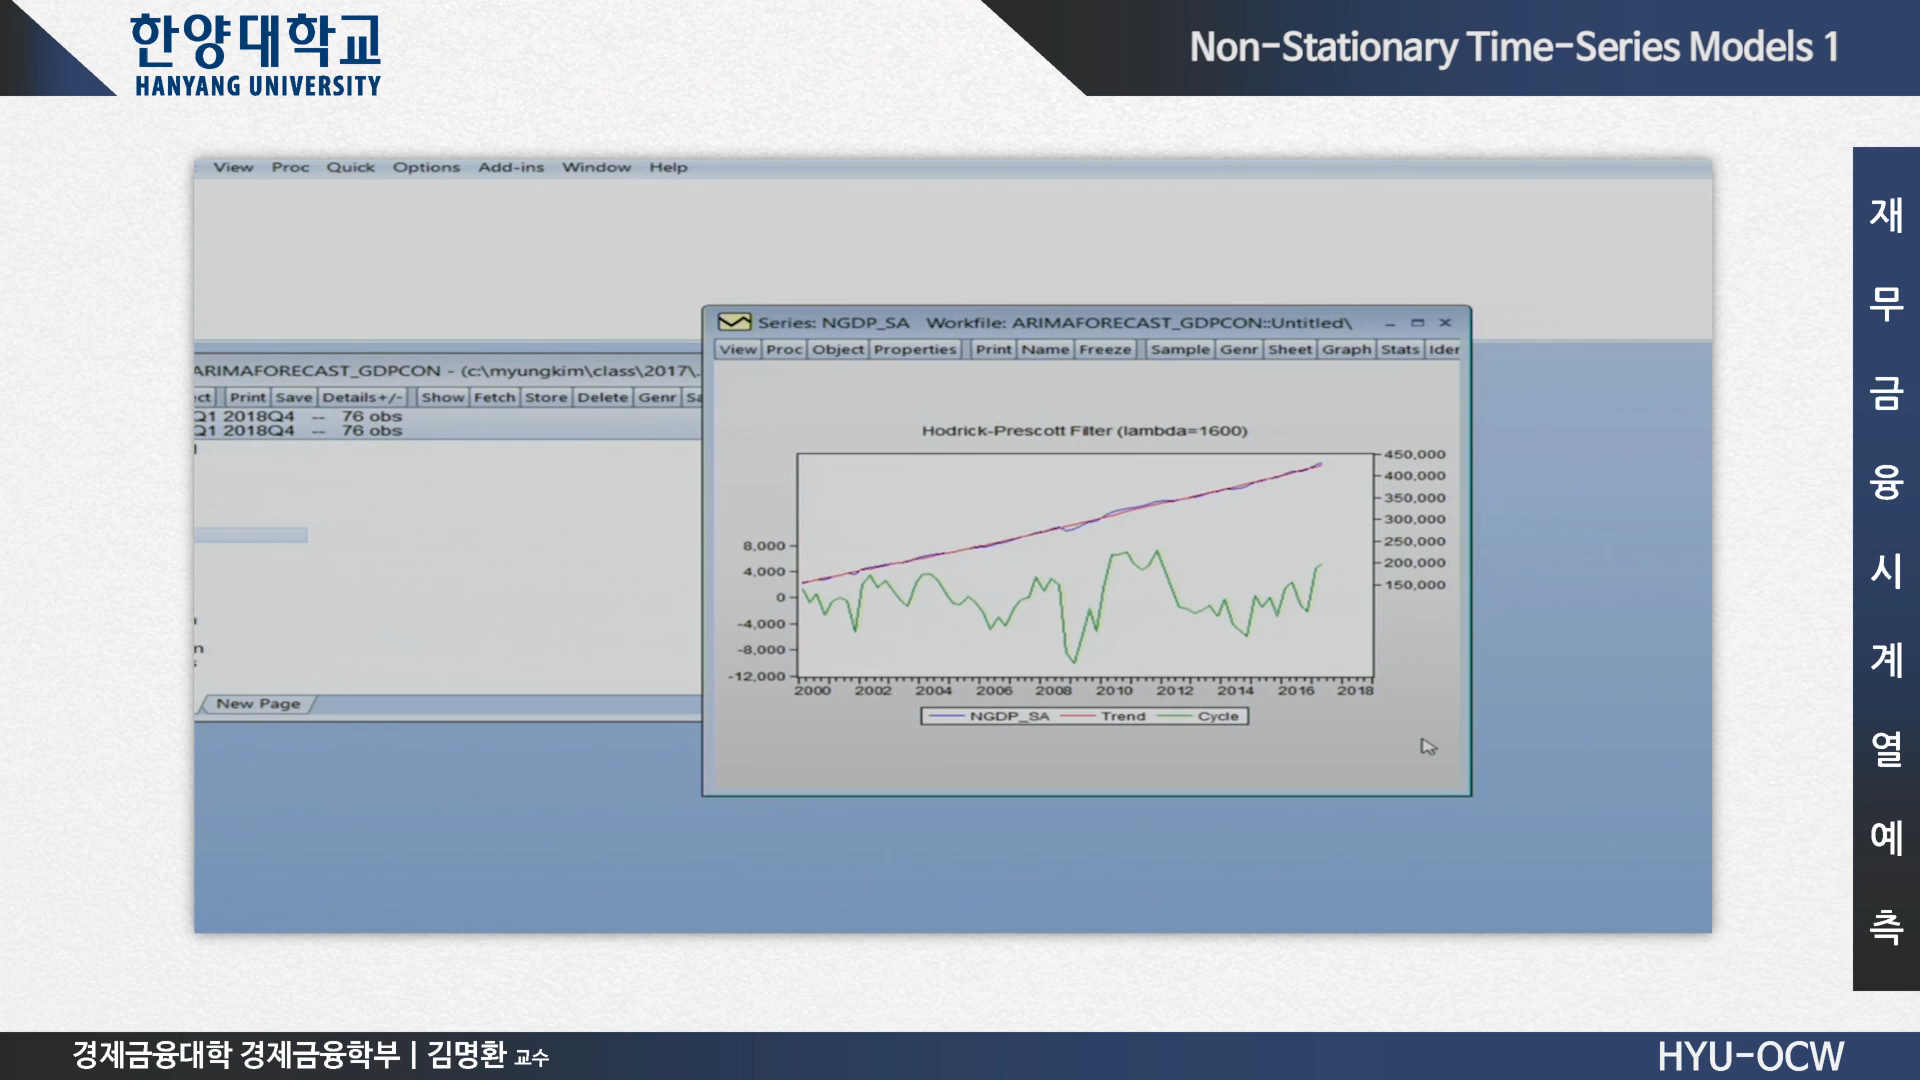 한양대학교
HANYANG UNIVERSITY
Non-Stationary Time-Series Models 1
View Proc Quick Options Add-ins Window Help
ARIMAFORECAST_GDPCON - (c:\myungkim\class\2017\..
Print Save Details+/- Show Fetch Store Delete Genr
Q1 2018Q4 -- 76 obs
Q1 2018Q4 -- 76 obs
New Page
Series: NGDP_SA Workfile: ARIMAFORECAST_GDPCON::Untitled\
View Proc Object Properties Print Name Freeze Sample Genr Sheet Graph Stats Ider
Hodrick-Prescott Filter (lambda=1600)
450,000
400,000
350,000
300,000
250,000
200,000
150,000
8,000
4,000
0
-4,000
-8,000
-12,000
2000 2002 2004 2006 2008 2010 2012 2014 2016 2018
NGDP_SA Trend Cycle
재무금융시계열예측
경제금융대학 경제금융학부 | 김명환 교수
HYU-OCW